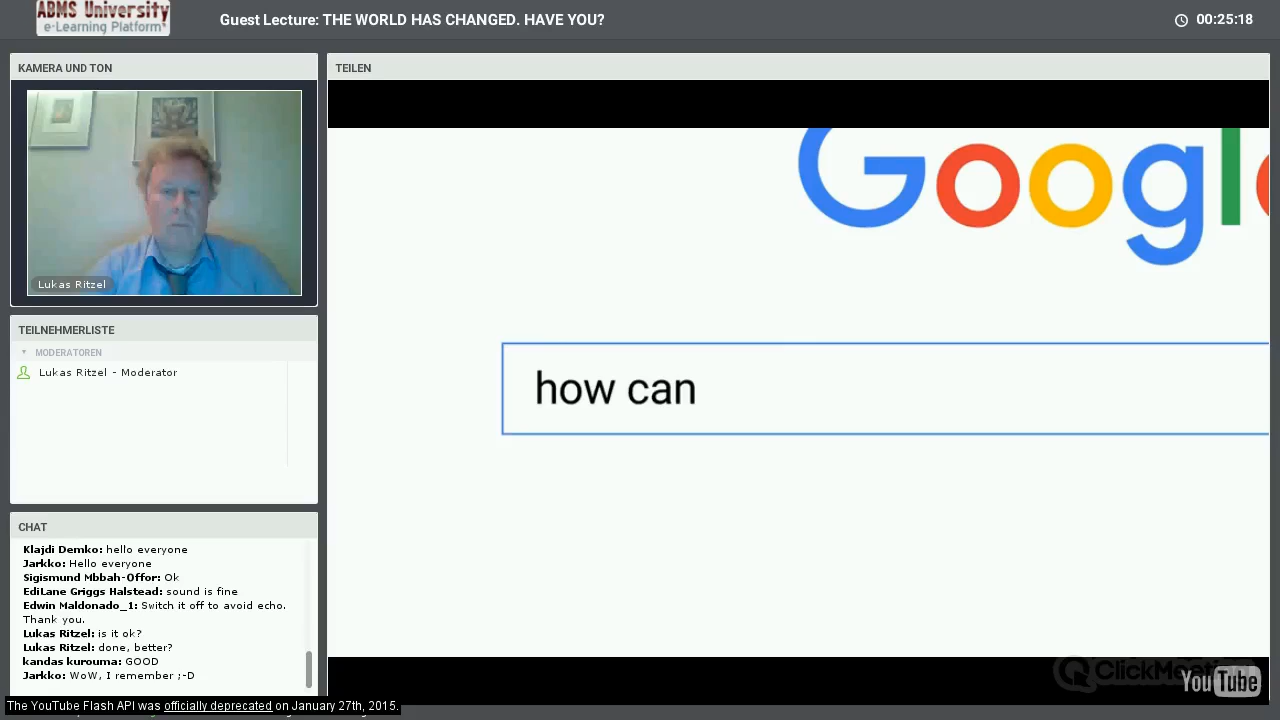 ABMS University
e-Learning Platform
Guest Lecture: THE WORLD HAS CHANGED. HAVE YOU?
00:25:18
KAMERA UND TON
Lukas Ritzel
TEILNEHMERLISTE
MODERATOREN
Lukas Ritzel - Moderator
CHAT
Klajdi Demko: hello everyone
Jarkko: Hello everyone
Sigismund Mbbah-Offor: Ok
EdiLane Griggs Halstead: sound is fine
Edwin Maldonado_1: Switch it off to avoid echo.
Thank you.
Lukas Ritzel: is it ok?
Lukas Ritzel: done, better?
kandas kurouma: GOOD
Jarkko: WoW, I remember ;-D
The YouTube Flash API was officially deprecated on January 27th, 2015.
TEILEN
Google
how can
ClickMeeting
YouTube